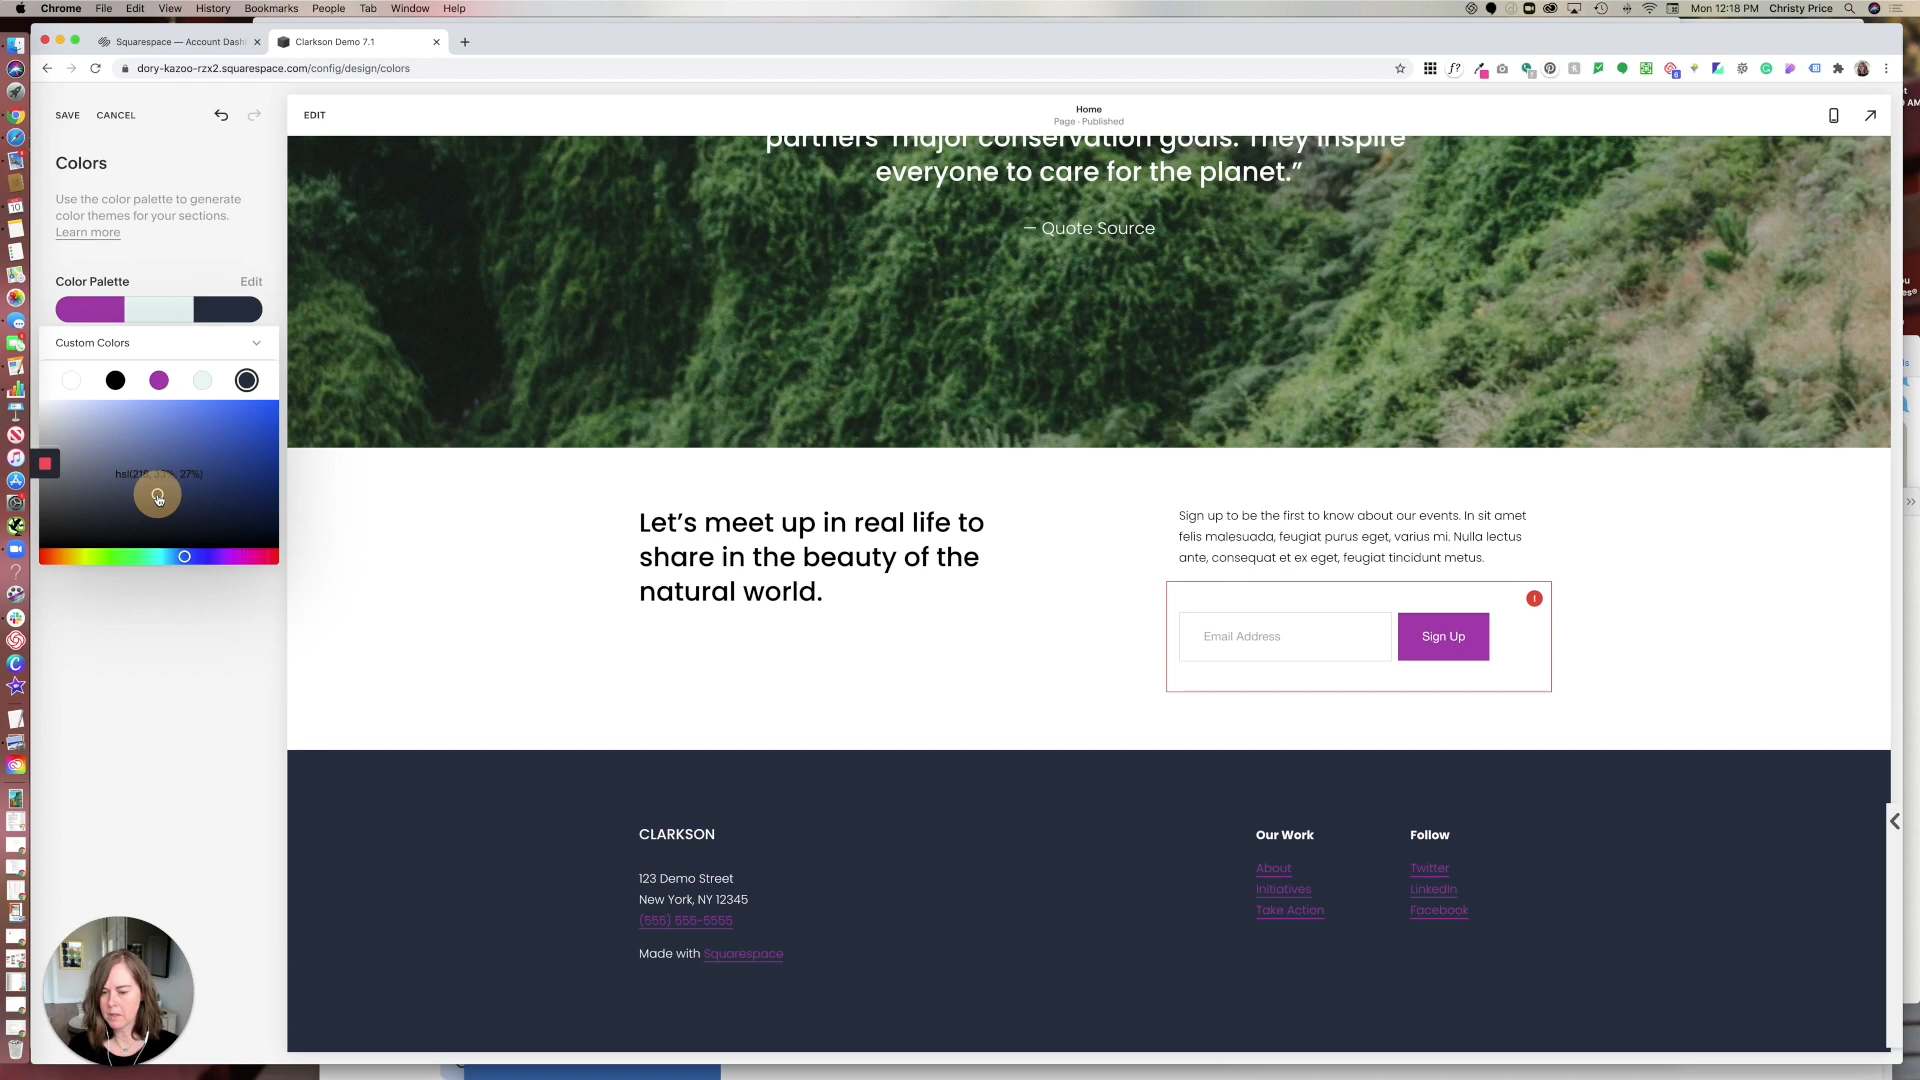 Chrome File Edit View History Bookmarks People Tab Window Help
Mon 12:18 PM Christy Price
Squarespace — Account Dash
Clarkson Demo 7.1
dory-kazoo-rzx2.squarespace.com/config/design/colors
SAVE CANCEL
EDIT
Home
Page · Published
Colors
Use the color palette to generate
color themes for your sections.
Learn more
Color Palette Edit
Custom Colors
partners' major conservation goals. They inspire
everyone to care for the planet.”
— Quote Source
Let’s meet up in real life to
share in the beauty of the
natural world.
Sign up to be the first to know about our events. In sit amet
felis malesuada, feugiat purus eget, varius mi. Nulla lectus
ante, consequat et ex eget, feugiat tincidunt metus.
Email Address
Sign Up
CLARKSON
123 Demo Street
New York, NY 12345
(555) 555-5555
Made with Squarespace
Our Work
About
Initiatives
Take Action
Follow
Twitter
LinkedIn
Facebook